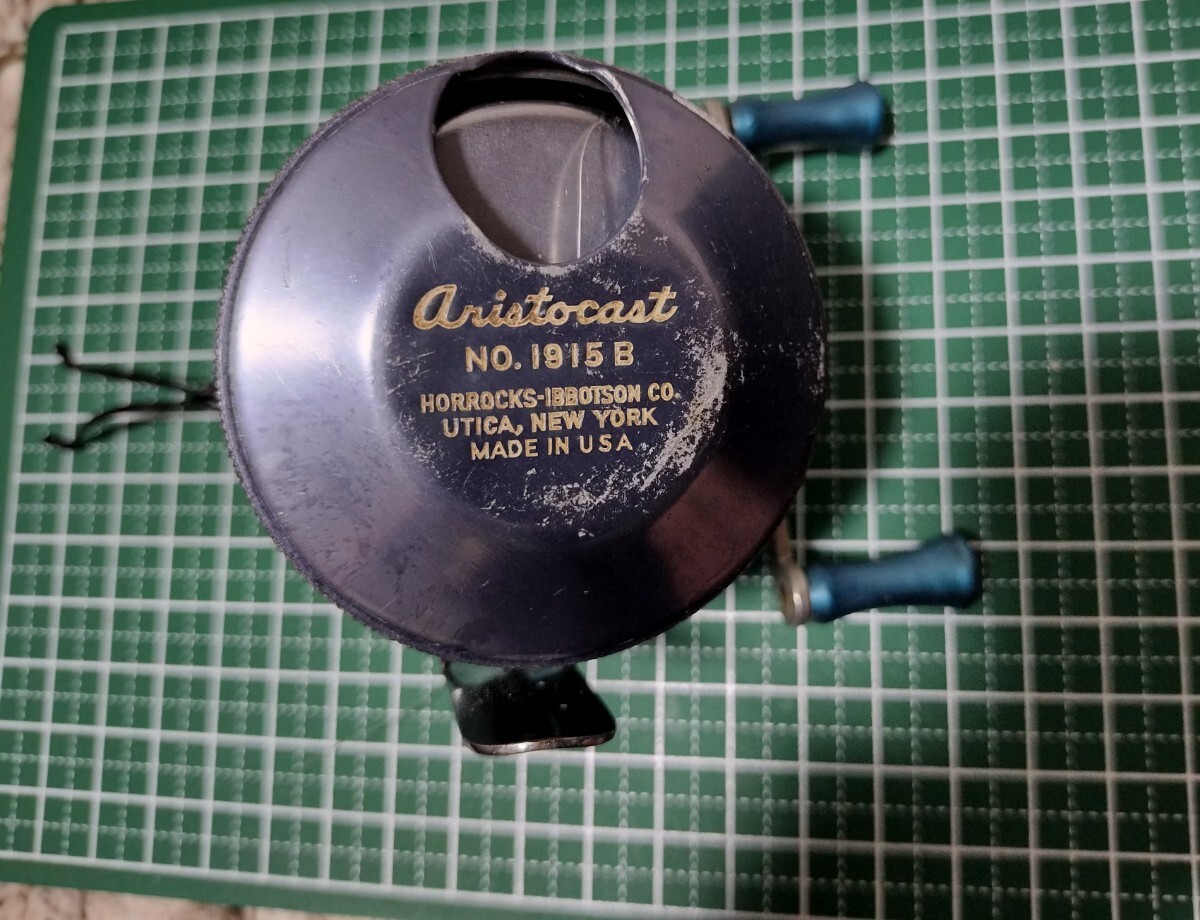 Aristocast
NO. 1915 B
HORROCKS-IBBOTSON CO.
UTICA, NEW YORK
MADE IN USA